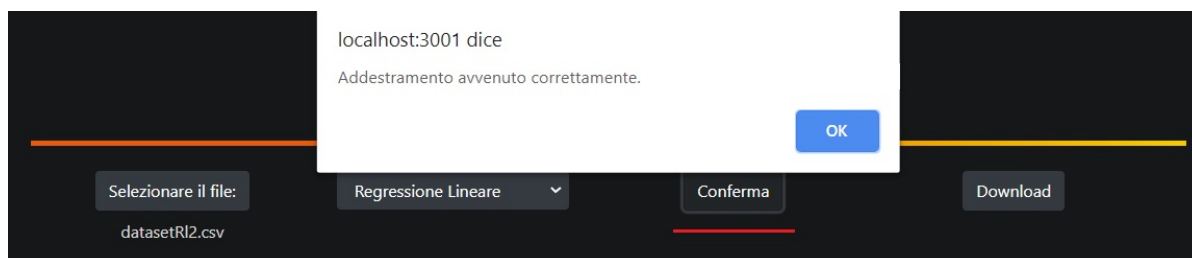 localhost:3001 dice
Addestramento avvenuto correttamente.
OK
Selezionare il file:
Regressione Lineare
Conferma
Download
datasetRl2.csv